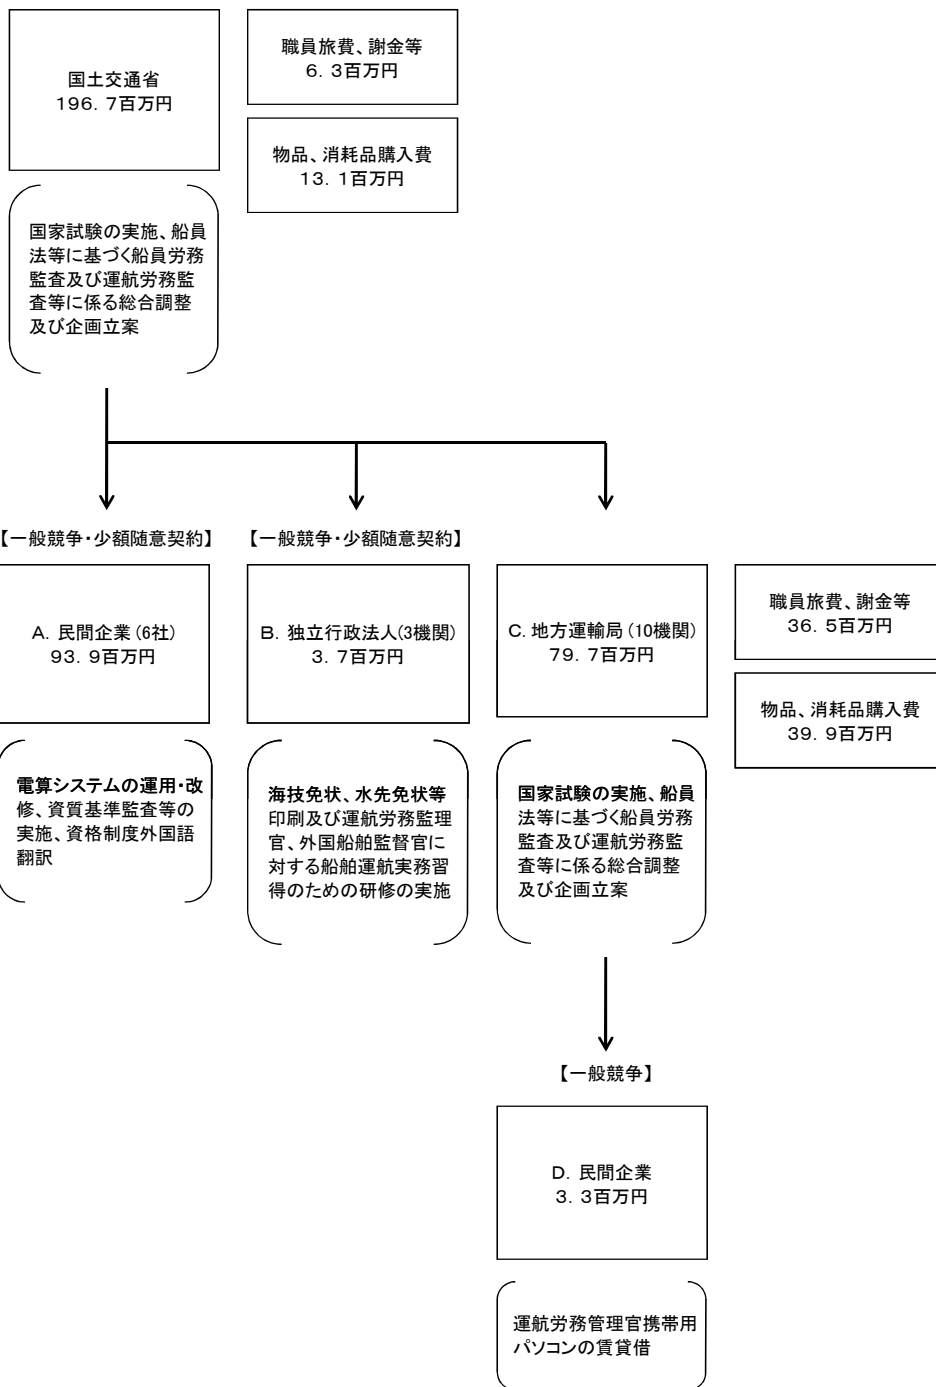 国土交通省
196.7百万円
職員旅費、謝金等
6.3百万円
物品、消耗品購入費
13.1百万円
国家試験の実施、船員
法等に基づく船員労務
監査及び運航労務監
査等に係る総合調整
及び企画立案
【一般競争・少額随意契約】
【一般競争・少額随意契約】
A. 民間企業(6社)
93.9百万円
B. 独立行政法人(3機関)
3.7百万円
C. 地方運輸局(10機関)
79.7百万円
職員旅費、謝金等
36.5百万円
物品、消耗品購入費
39.9百万円
電算システムの運用・改
修、資質基準監査等の
実施、資格制度外国語
翻訳
海技免状、水先免状等
印刷及び運航労務監理
官、外国船舶監督官に
対する船舶運航実務習
得のための研修の実施
国家試験の実施、船員
法等に基づく船員労務
監査及び運航労務監
査等に係る総合調整
及び企画立案
【一般競争】
D. 民間企業
3.3百万円
運航労務管理官携帯用
パソコンの賃貸借